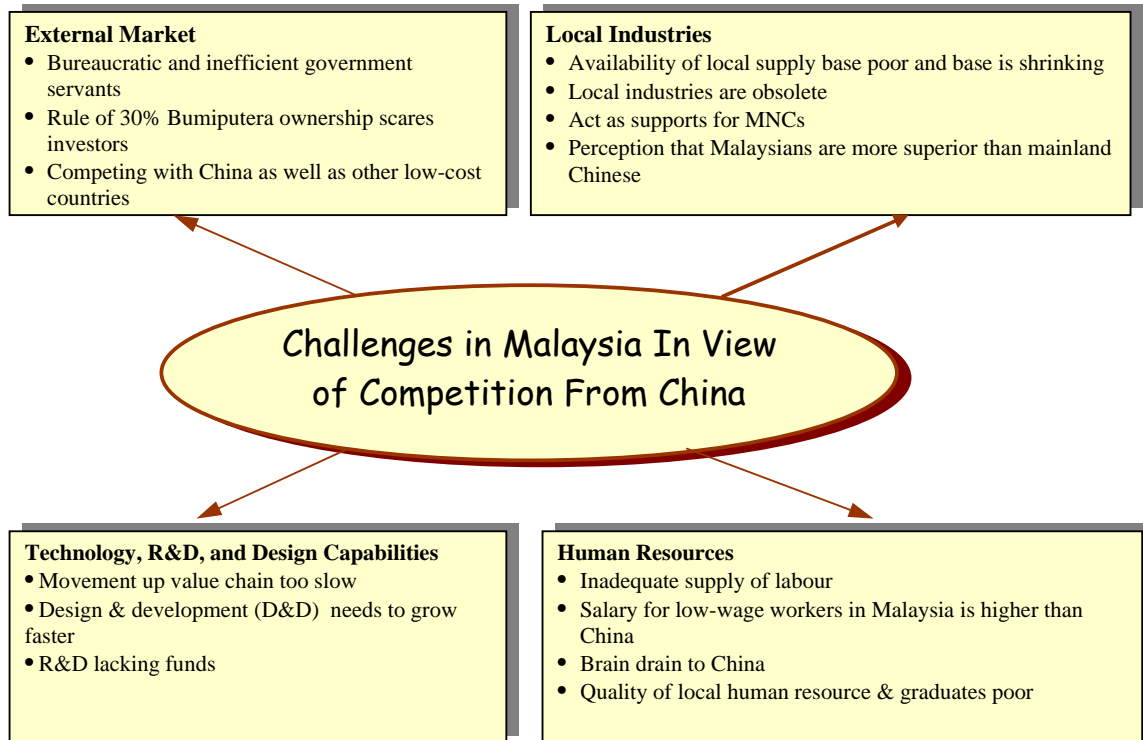 External Market
• Bureaucratic and inefficient government
servants
• Rule of 30% Bumiputera ownership scares
investors
• Competing with China as well as other low-cost
countries
Local Industries
• Availability of local supply base poor and base is shrinking
• Local industries are obsolete
• Act as supports for MNCs
• Perception that Malaysians are more superior than mainland
Chinese
Challenges in Malaysia In View
of Competition From China
Technology, R&D, and Design Capabilities
• Movement up value chain too slow
• Design & development (D&D) needs to grow
faster
• R&D lacking funds
Human Resources
• Inadequate supply of labour
• Salary for low-wage workers in Malaysia is higher than
China
• Brain drain to China
• Quality of local human resource & graduates poor